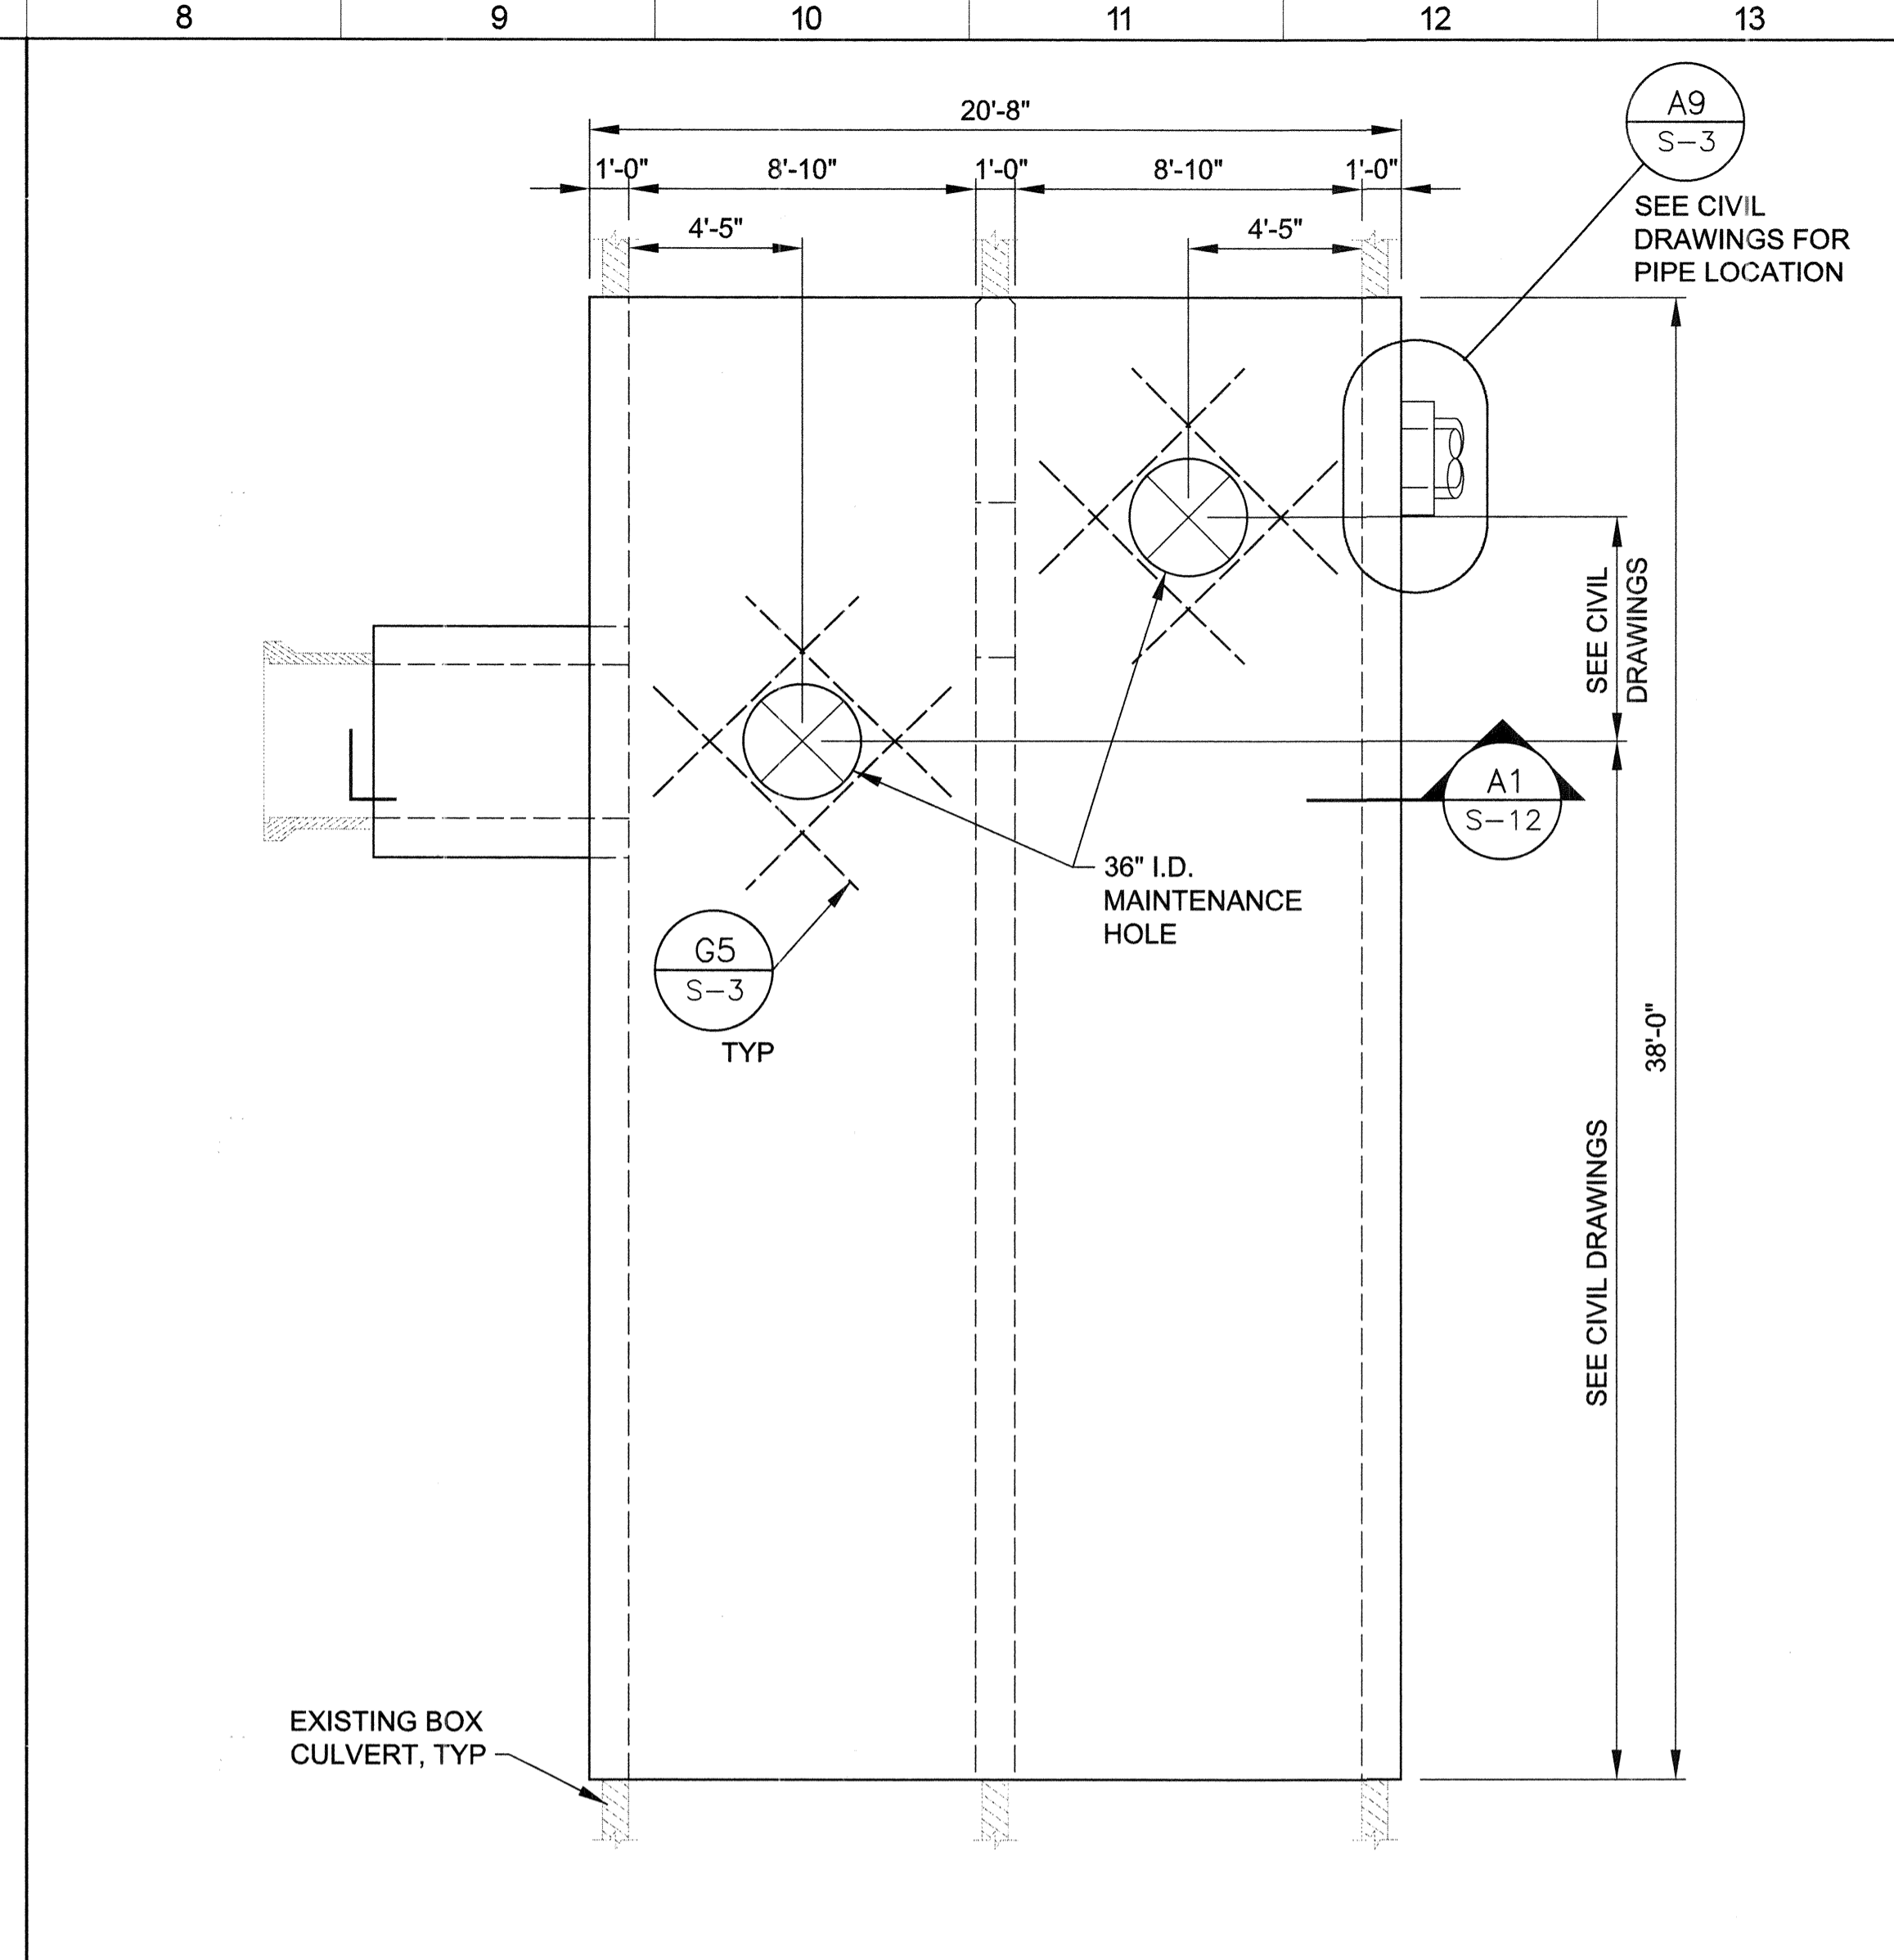 8 9 10 11 12 13
20'-8"
1'-0" 8'-10" 1'-0" 8'-10" 1'-0"
4'-5" 4'-5"
A9
S-3
SEE CIVIL
DRAWINGS FOR
PIPE LOCATION
SEE CIVIL
DRAWINGS
A1
S-12
36" I.D.
MAINTENANCE
HOLE
G5
S-3
TYP
38'-0"
SEE CIVIL DRAWINGS
EXISTING BOX
CULVERT, TYP